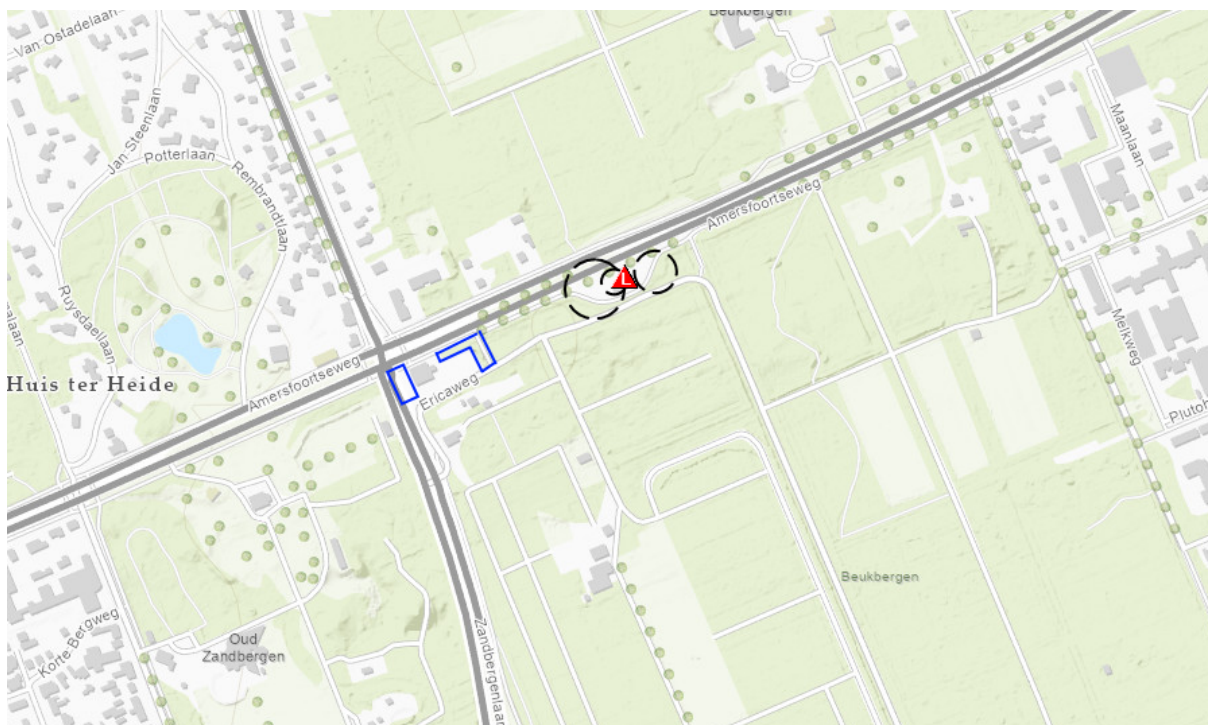 Beukbergen
Van Ostadelaan
Jan Steenlaan
Potterlaan
Rembrandtlaan
Maanlaan
Amersfoortseweg
L
Ruysdaellaan
alaan
Melkweg
Huis ter Heide
Amersfoortseweg
Ericaweg
Plutoh
Beukbergen
Korte Bergweg
Oud
Zandbergen
Zandbergenlaan